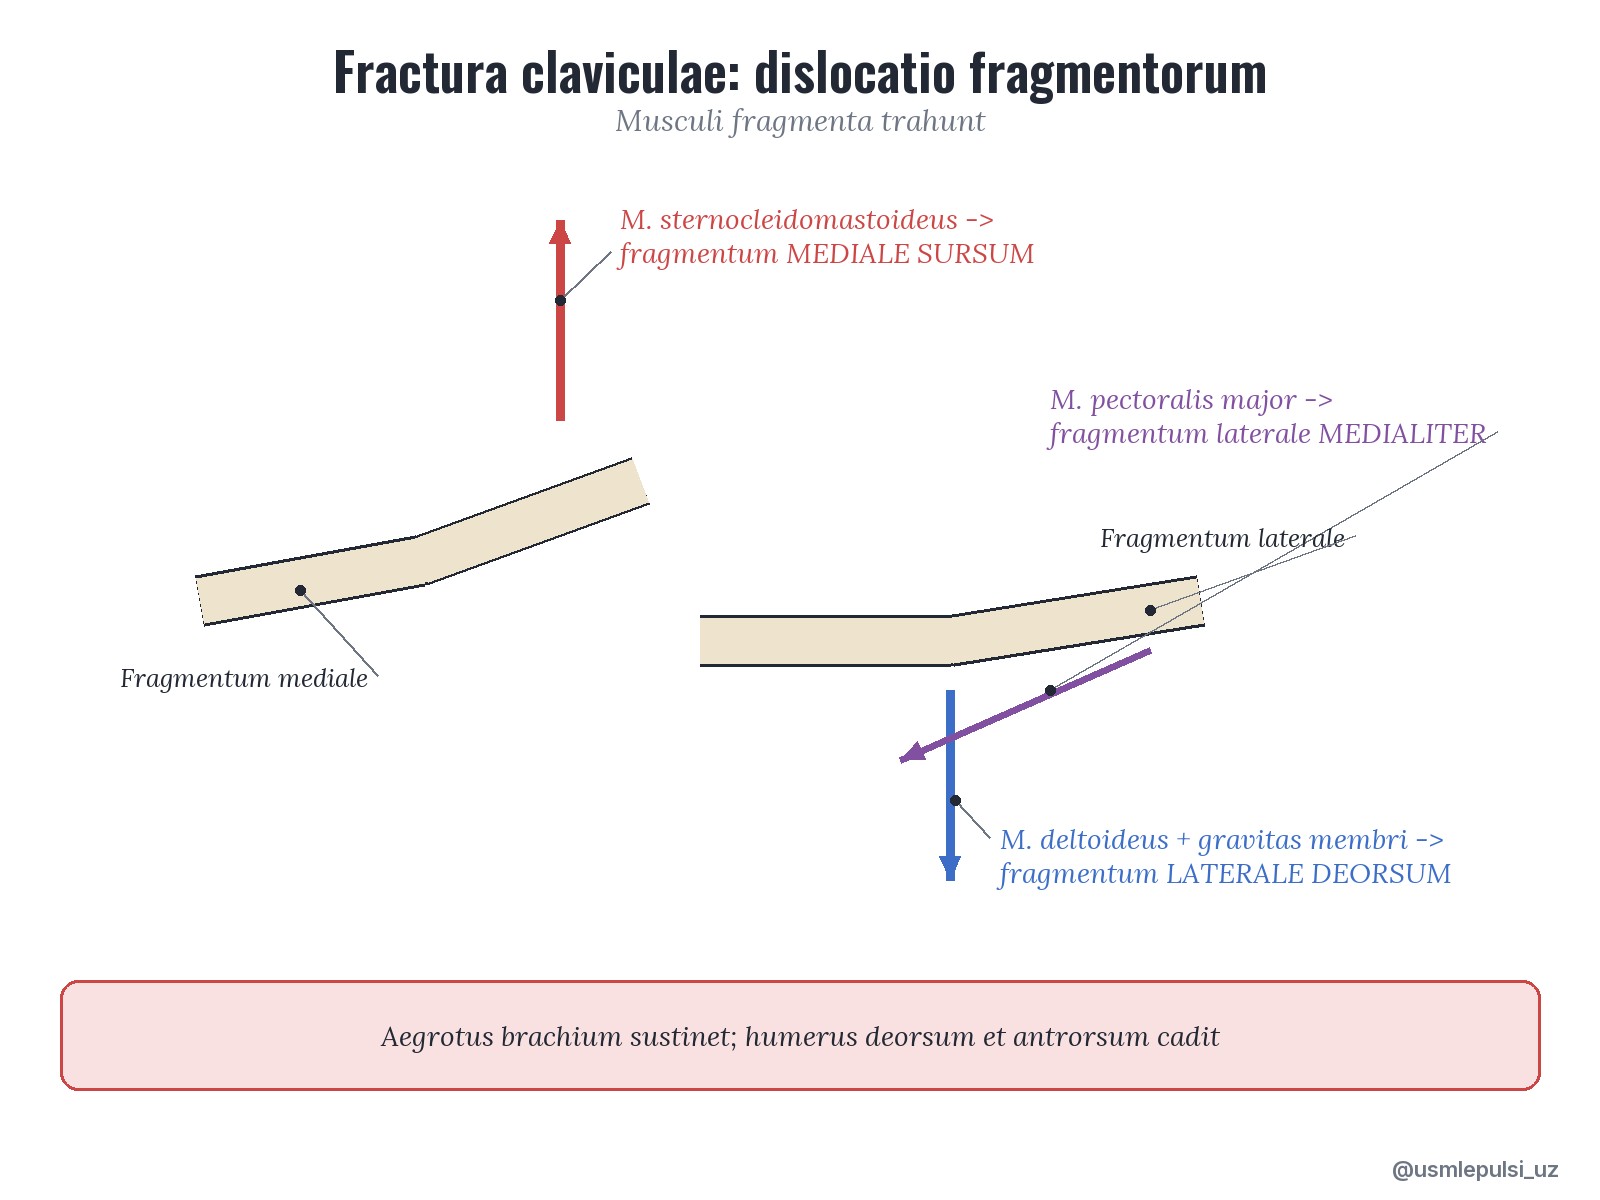 Fractura claviculae: dislocatio fragmentorum
Musculi fragmenta trahunt
M. sternocleidomastoideus ->
fragmentum MEDIALE SURSUM
M. pectoralis major ->
fragmentum laterale MEDIALITER
Fragmentum laterale
Fragmentum mediale
M. deltoideus + gravitas membri ->
fragmentum LATERALE DEORSUM
Aegrotus brachium sustinet; humerus deorsum et antrorsum cadit
@usmlepulsi_uz